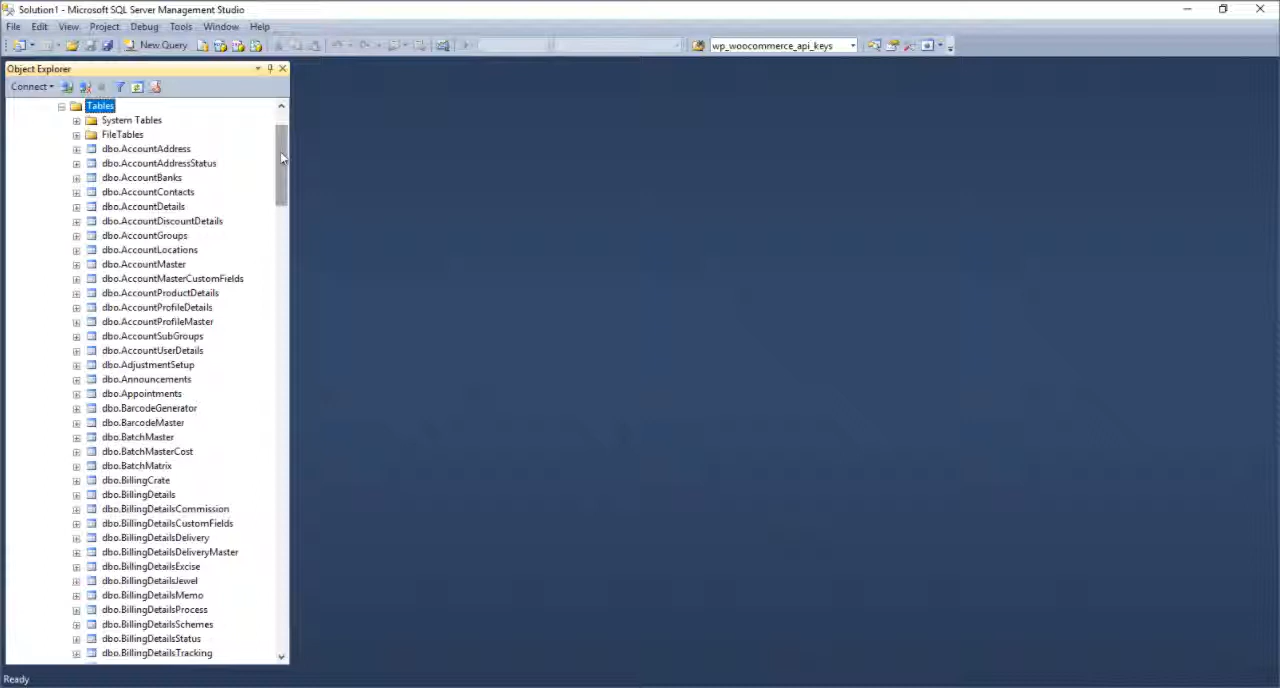 Solution1 - Microsoft SQL Server Management Studio
File Edit View Project Debug Tools Window Help
New Query wp_woocommerce_api_keys
Object Explorer
Connect
Tables
System Tables
FileTables
dbo.AccountAddress
dbo.AccountAddressStatus
dbo.AccountBanks
dbo.AccountContacts
dbo.AccountDetails
dbo.AccountDiscountDetails
dbo.AccountGroups
dbo.AccountLocations
dbo.AccountMaster
dbo.AccountMasterCustomFields
dbo.AccountProductDetails
dbo.AccountProfileDetails
dbo.AccountProfileMaster
dbo.AccountSubGroups
dbo.AccountUserDetails
dbo.AdjustmentSetup
dbo.Announcements
dbo.Appointments
dbo.BarcodeGenerator
dbo.BarcodeMaster
dbo.BatchMaster
dbo.BatchMasterCost
dbo.BatchMatrix
dbo.BillingCrate
dbo.BillingDetails
dbo.BillingDetailsCommission
dbo.BillingDetailsCustomFields
dbo.BillingDetailsDelivery
dbo.BillingDetailsDeliveryMaster
dbo.BillingDetailsExcise
dbo.BillingDetailsJewel
dbo.BillingDetailsMemo
dbo.BillingDetailsProcess
dbo.BillingDetailsSchemes
dbo.BillingDetailsStatus
dbo.BillingDetailsTracking
Ready